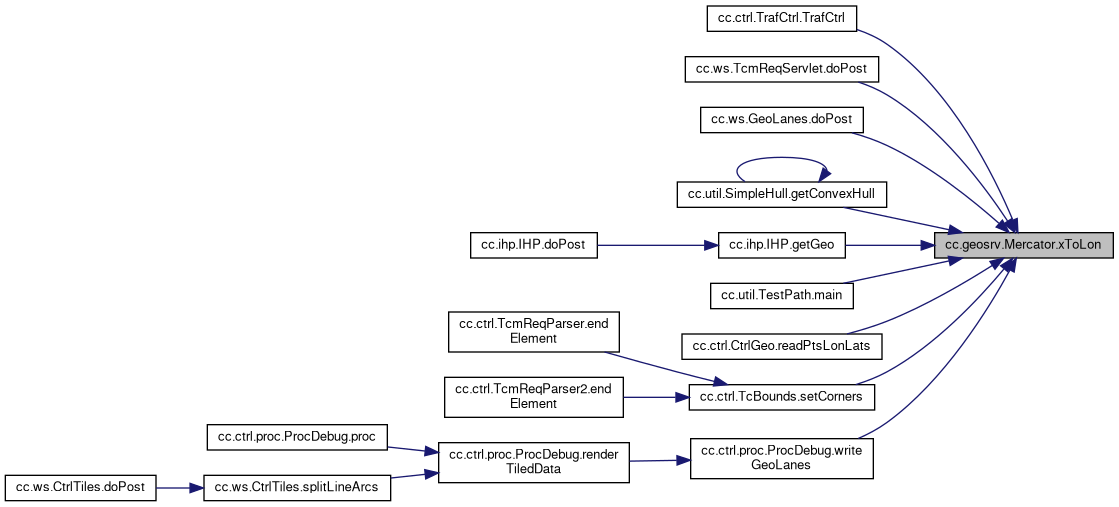 cc.ctrl.TrafCtrl.TrafCtrl
cc.ws.TcmReqServlet.doPost
cc.ws.GeoLanes.doPost
cc.util.SimpleHull.getConvexHull
cc.ihp.IHP.doPost
cc.ihp.IHP.getGeo
cc.geosrv.Mercator.xToLon
cc.util.TestPath.main
cc.ctrl.TcmReqParser.end
Element
cc.ctrl.CtrlGeo.readPtsLonLats
cc.ctrl.TcmReqParser2.end
Element
cc.ctrl.TcBounds.setCorners
cc.ctrl.proc.ProcDebug.proc
cc.ctrl.proc.ProcDebug.render
TiledData
cc.ctrl.proc.ProcDebug.write
GeoLanes
cc.ws.CtrlTiles.doPost
cc.ws.CtrlTiles.splitLineArcs